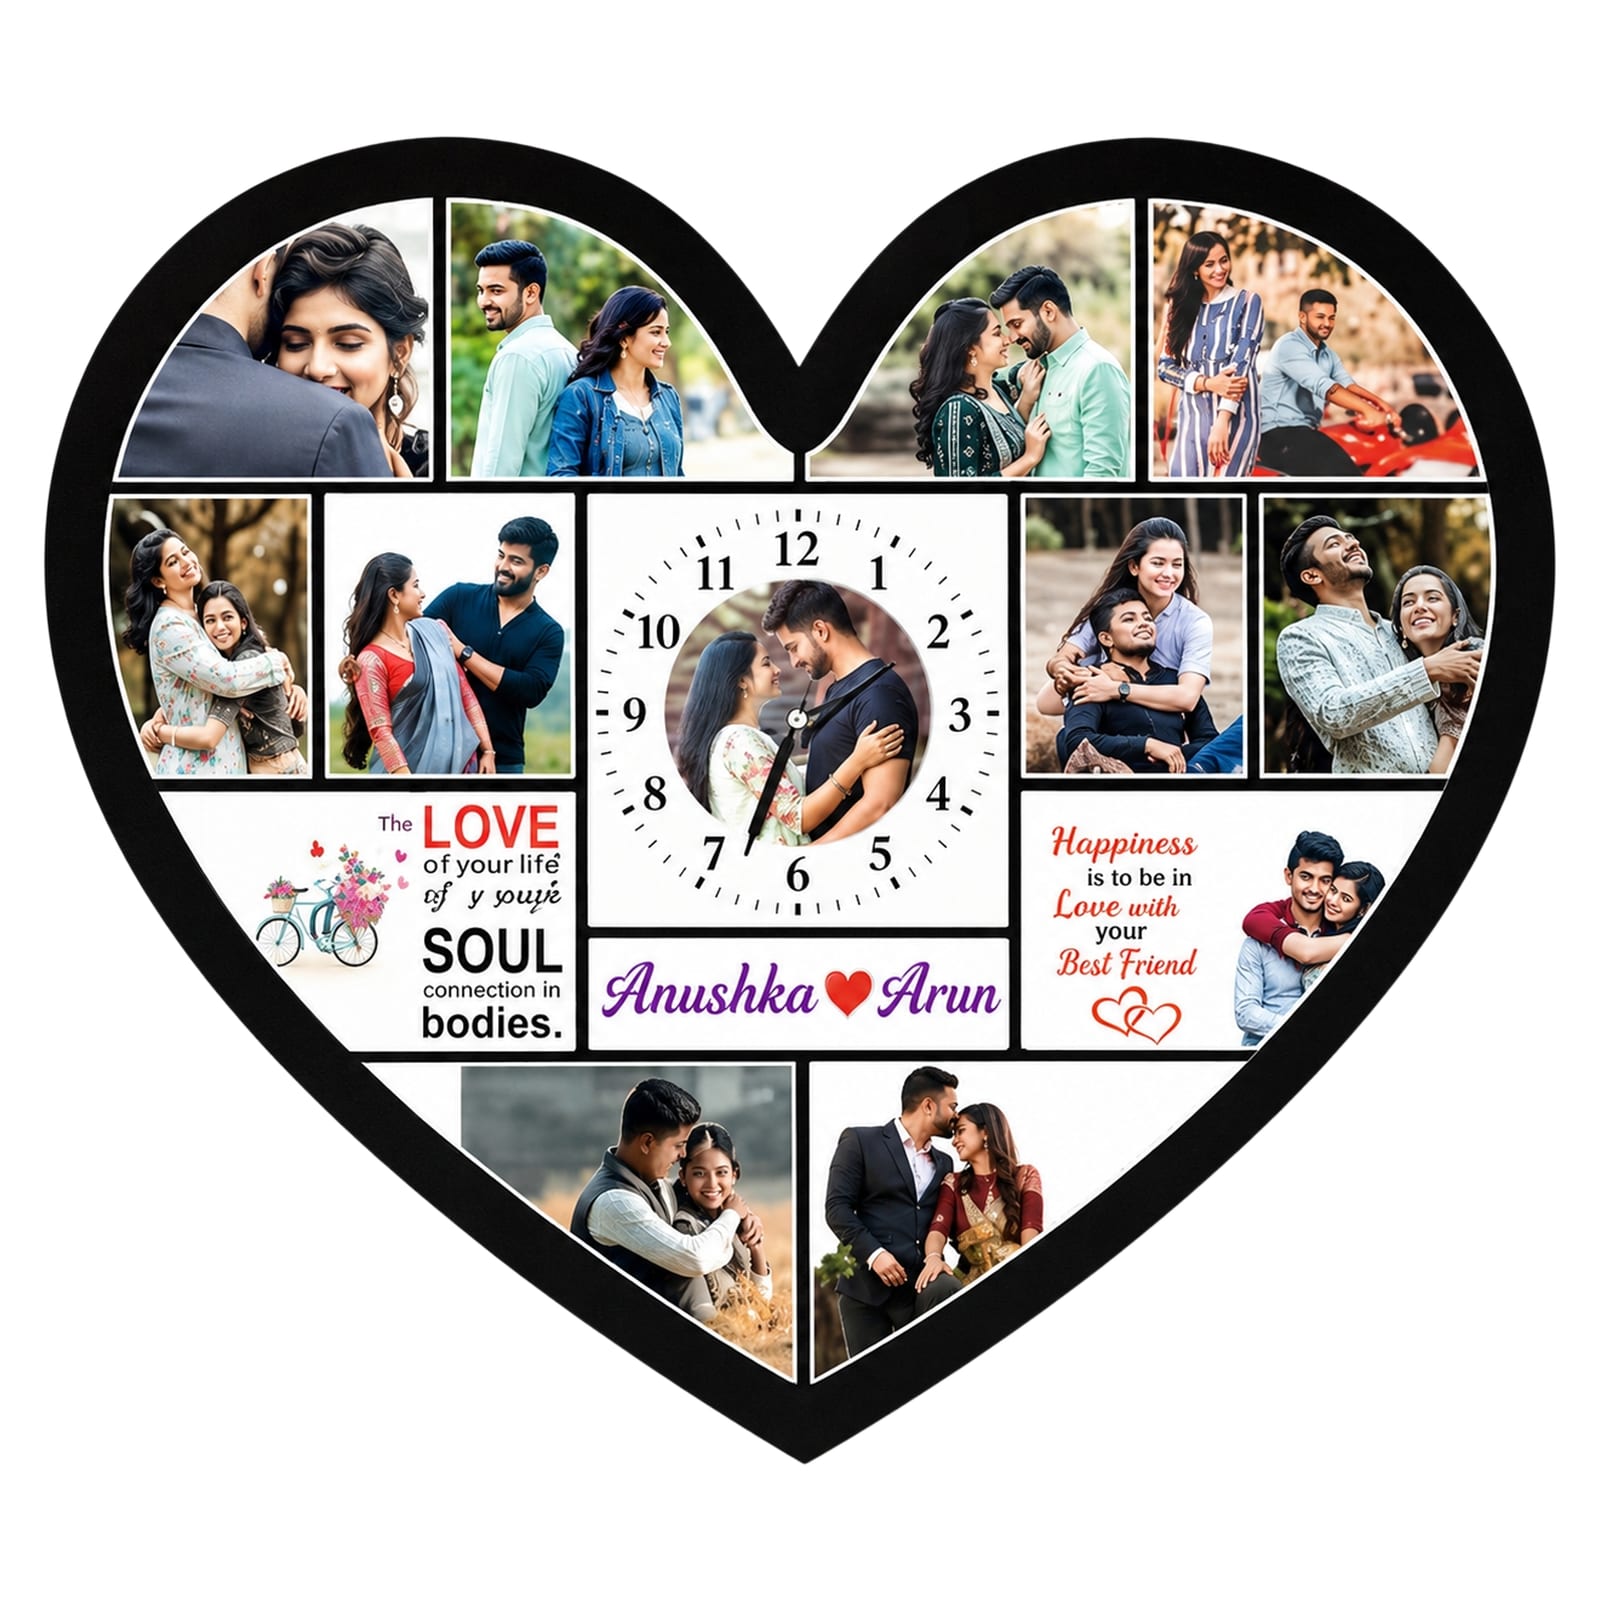 12
11
1
10
2
9
3
8
4
7
5
6
The LOVE
of your life
SOUL
connection in
bodies.
Anushka Arun
Happiness
is to be in
Love with
your
Best Friend